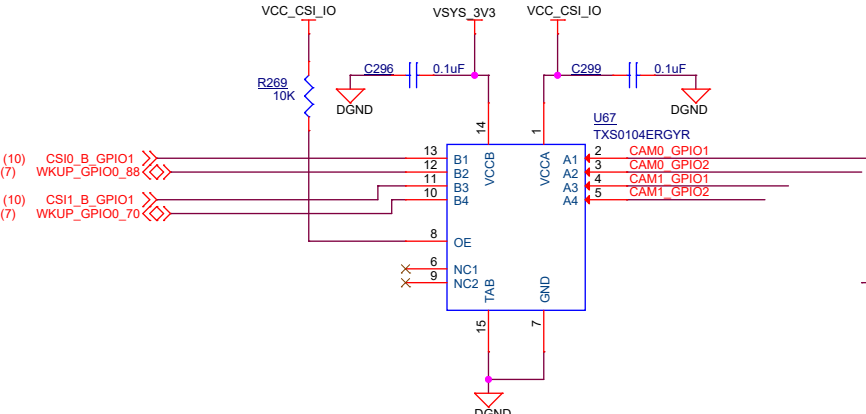 VCC_CSI_IO
VSYS_3V3
VCC_CSI_IO
C296
0.1uF
C299
0.1uF
R269
10K
DGND
DGND
U67
TXS0104ERGYR
14
1
VCCB
VCCA
(10) CSI0_B_GPIO1
13
B1
A1
2
CAM0_GPIO1
(7) WKUP_GPIO0_88
12
B2
A2
3
CAM0_GPIO2
(10) CSI1_B_GPIO1
11
B3
A3
4
CAM1_GPIO1
(7) WKUP_GPIO0_70
10
B4
A4
5
CAM1_GPIO2
8
OE
6
NC1
9
NC2
TAB
GND
15
7
DGND